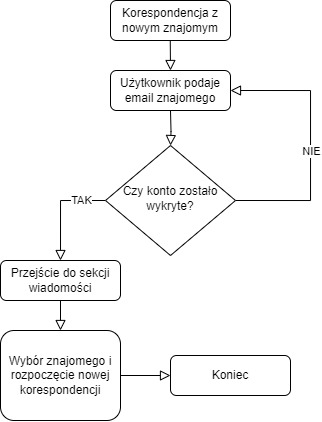 Korespondencja z
nowym znajomym
Użytkownik podaje
email znajomego
NIE
Czy konto zostało
wykryte?
TAK
Przejście do sekcji
wiadomości
Wybór znajomego i
rozpoczęcie nowej
korespondencji
Koniec